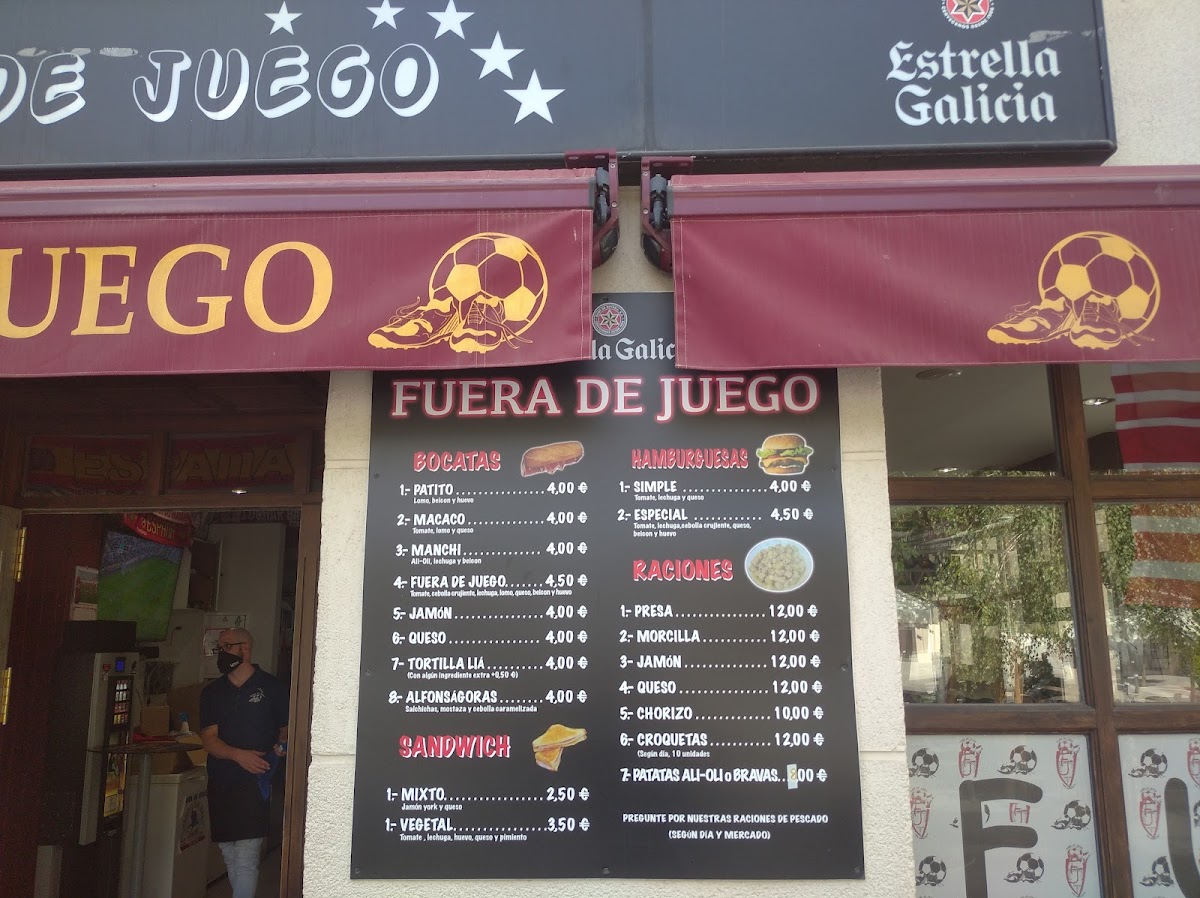 DE JUEGO
Estrella
Galicia
UEGO
FUERA DE JUEGO
BOCATAS
1.- PATITO ................ 4,00 €
Lomo, beicon y huevo
2.- MACACO .............. 4,00 €
Tomate, lomo y queso
3.- MANCHI .............. 4,00 €
Ali-Oli, lechuga y beicon
4.- FUERA DE JUEGO....... 4,50 €
Tomate, cebolla crujiente, lechuga, lomo, queso, beicon y huevo
5.- JAMÓN ................ 4,00 €
6.- QUESO ................ 4,00 €
7.- TORTILLA LIÁ .......... 4,00 €
(Con algún ingrediente extra +0,50 €)
8.- ALFONSÁGORAS ........ 4,00 €
Salchichas, mostaza y cebolla caramelizada
SANDWICH
1.- MIXTO.................. 2,50 €
Jamón york y queso
1.- VEGETAL................ 3,50 €
Tomate , lechuga, huevo, queso y pimiento
HAMBURGUESAS
1.- SIMPLE ................ 4,00 €
Tomate, lechuga y queso
2.- ESPECIAL ............ 4,50 €
Tomate, lechuga,cebolla crujiente, queso,
beicon y huevo
RACIONES
1.- PRESA ................ 12,00 €
2.- MORCILLA ............ 12,00 €
3.- JAMÓN ............... 12,00 €
4.- QUESO ............... 12,00 €
5.- CHORIZO ............. 10,00 €
6.- CROQUETAS ........... 12,00 €
(Según día, 10 unidades
7.- PATATAS ALI-OLI o BRAVAS.. ,00 €
PREGUNTE POR NUESTRAS RACIONES DE PESCADO
(SEGÚN DÍA Y MERCADO)
F